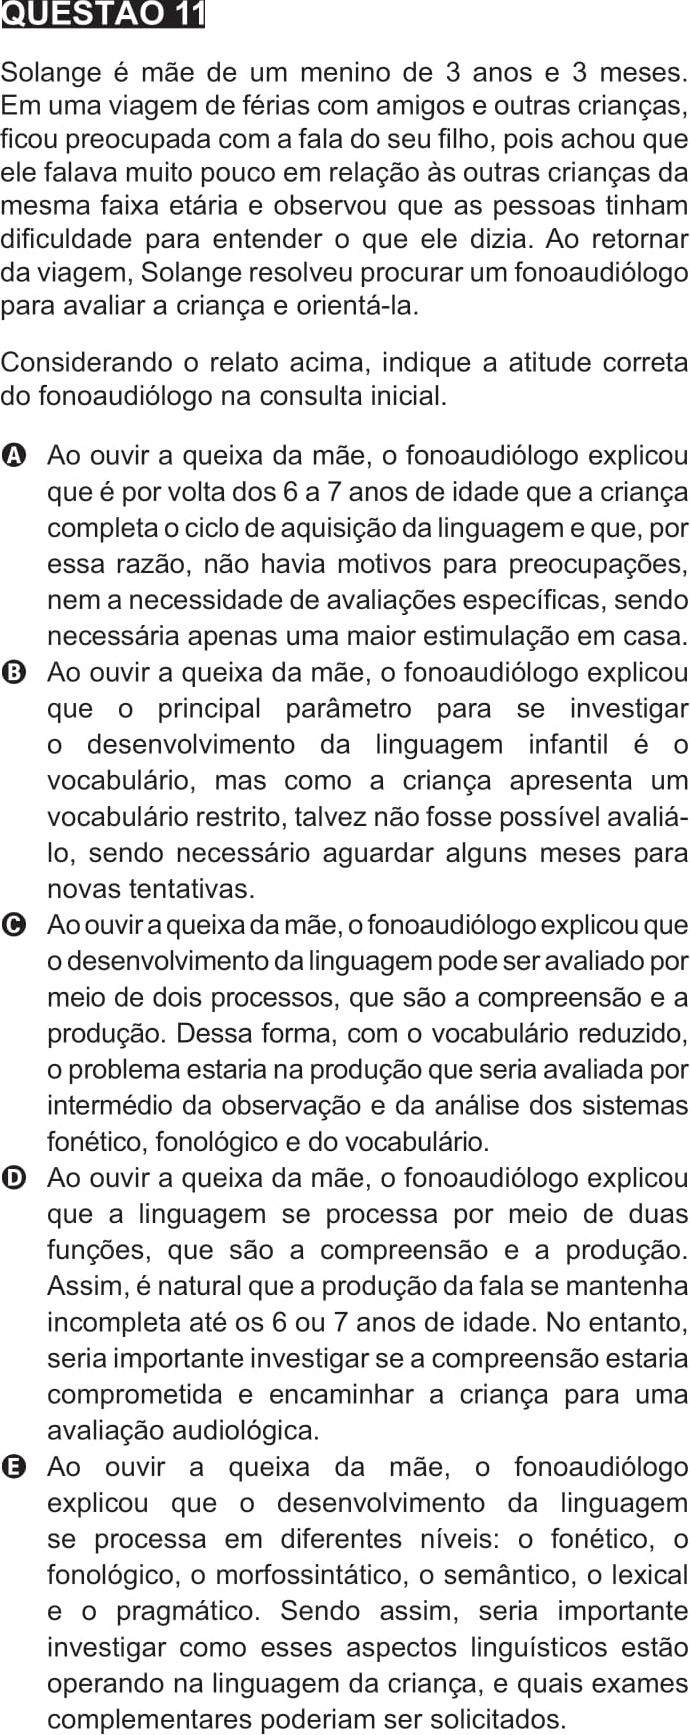 QUESTÃO 11
Solange é mãe de um menino de 3 anos e 3 meses.
Em uma viagem de férias com amigos e outras crianças,
ficou preocupada com a fala do seu filho, pois achou que
ele falava muito pouco em relação às outras crianças da
mesma faixa etária e observou que as pessoas tinham
dificuldade para entender o que ele dizia. Ao retornar
da viagem, Solange resolveu procurar um fonoaudiólogo
para avaliar a criança e orientá-la.
Considerando o relato acima, indique a atitude correta
do fonoaudiólogo na consulta inicial.
A Ao ouvir a queixa da mãe, o fonoaudiólogo explicou
que é por volta dos 6 a 7 anos de idade que a criança
completa o ciclo de aquisição da linguagem e que, por
essa razão, não havia motivos para preocupações,
nem a necessidade de avaliações específicas, sendo
necessária apenas uma maior estimulação em casa.
B Ao ouvir a queixa da mãe, o fonoaudiólogo explicou
que o principal parâmetro para se investigar
o desenvolvimento da linguagem infantil é o
vocabulário, mas como a criança apresenta um
vocabulário restrito, talvez não fosse possível avaliá-
lo, sendo necessário aguardar alguns meses para
novas tentativas.
C Ao ouvir a queixa da mãe, o fonoaudiólogo explicou que
o desenvolvimento da linguagem pode ser avaliado por
meio de dois processos, que são a compreensão e a
produção. Dessa forma, com o vocabulário reduzido,
o problema estaria na produção que seria avaliada por
intermédio da observação e da análise dos sistemas
fonético, fonológico e do vocabulário.
D Ao ouvir a queixa da mãe, o fonoaudiólogo explicou
que a linguagem se processa por meio de duas
funções, que são a compreensão e a produção.
Assim, é natural que a produção da fala se mantenha
incompleta até os 6 ou 7 anos de idade. No entanto,
seria importante investigar se a compreensão estaria
comprometida e encaminhar a criança para uma
avaliação audiológica.
E Ao ouvir a queixa da mãe, o fonoaudiólogo
explicou que o desenvolvimento da linguagem
se processa em diferentes níveis: o fonético, o
fonológico, o morfossintático, o semântico, o lexical
e o pragmático. Sendo assim, seria importante
investigar como esses aspectos linguísticos estão
operando na linguagem da criança, e quais exames
complementares poderiam ser solicitados.